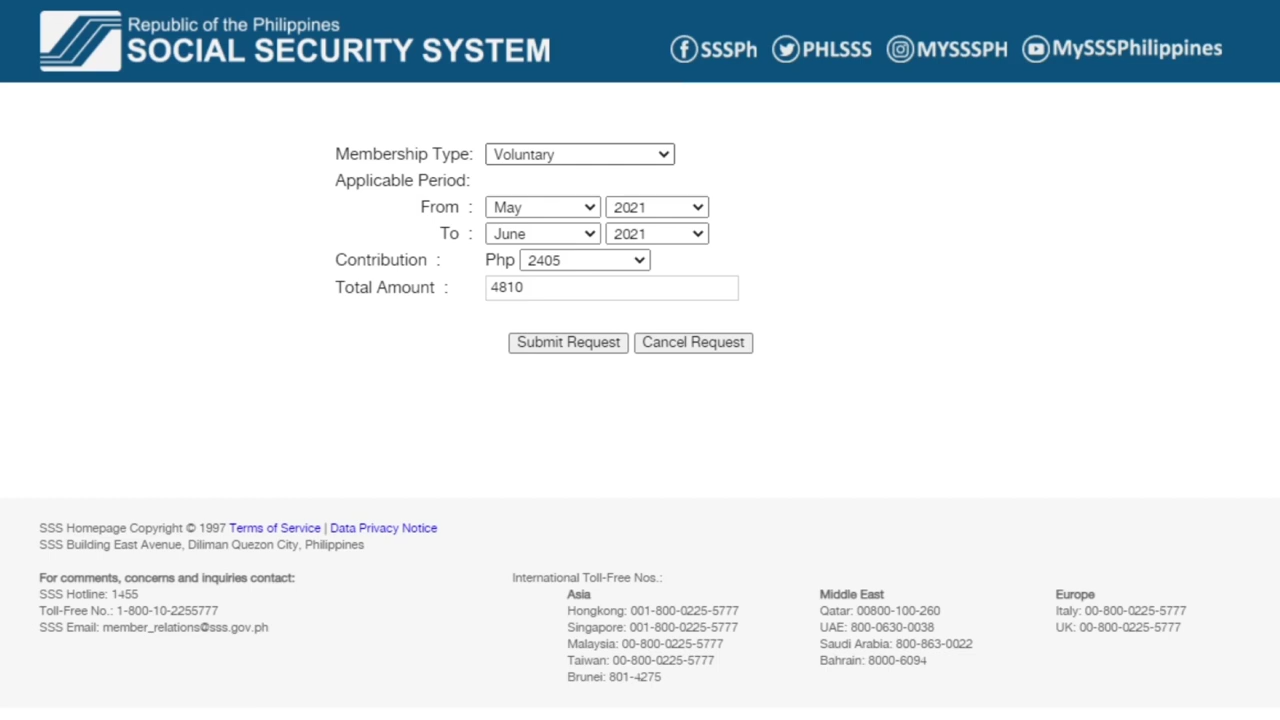 Republic of the Philippines
SOCIAL SECURITY SYSTEM
SSSPh PHLSSS MYSSSPH MySSSPhilippines
Membership Type: Voluntary
Applicable Period:
From : May 2021
To : June 2021
Contribution : Php 2405
Total Amount : 4810
Submit Request Cancel Request
SSS Homepage Copyright © 1997 Terms of Service | Data Privacy Notice
SSS Building East Avenue, Diliman Quezon City, Philippines
For comments, concerns and inquiries contact:
SSS Hotline: 1455
Toll-Free No.: 1-800-10-2255777
SSS Email: member_relations@sss.gov.ph
International Toll-Free Nos.:
Asia
Hongkong: 001-800-0225-5777
Singapore: 001-800-0225-5777
Malaysia: 00-800-0225-5777
Taiwan: 00-800-0225-5777
Brunei: 801-4275
Middle East
Qatar: 00800-100-260
UAE: 800-0630-0038
Saudi Arabia: 800-863-0022
Bahrain: 8000-6094
Europe
Italy: 00-800-0225-5777
UK: 00-800-0225-5777